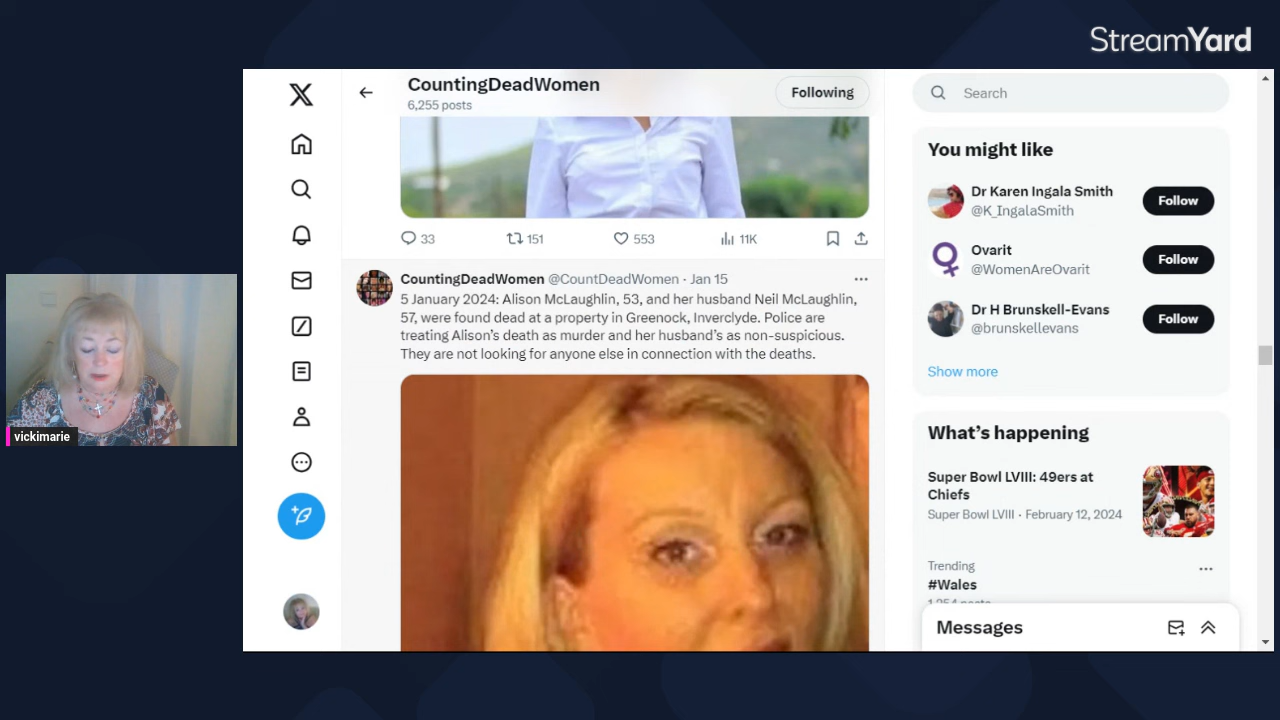 StreamYard
CountingDeadWomen
6,255 posts
Following
33
151
553
11K
CountingDeadWomen @CountDeadWomen · Jan 15
5 January 2024: Alison McLaughlin, 53, and her husband Neil McLaughlin,
57, were found dead at a property in Greenock, Inverclyde. Police are
treating Alison's death as murder and her husband's as non-suspicious.
They are not looking for anyone else in connection with the deaths.
Search
You might like
Dr Karen Ingala Smith
@K_IngalaSmith
Follow
Ovarit
@WomenAreOvarit
Follow
Dr H Brunskell-Evans
@brunskellevans
Follow
Show more
What's happening
Super Bowl LVIII: 49ers at
Chiefs
Super Bowl LVIII · February 12, 2024
Trending
#Wales
Messages
vickimarie